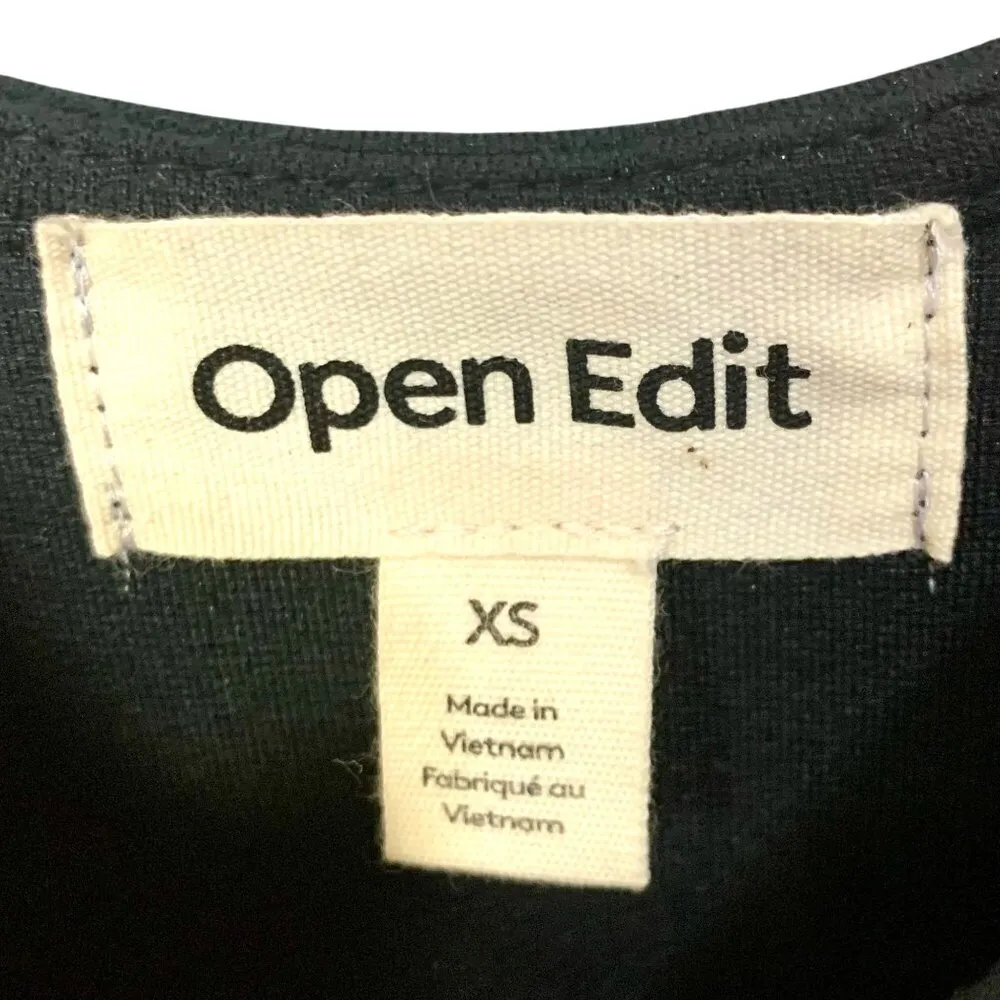 Open Edit
XS
Made in
Vietnam
Fabriqué au
Vietnam